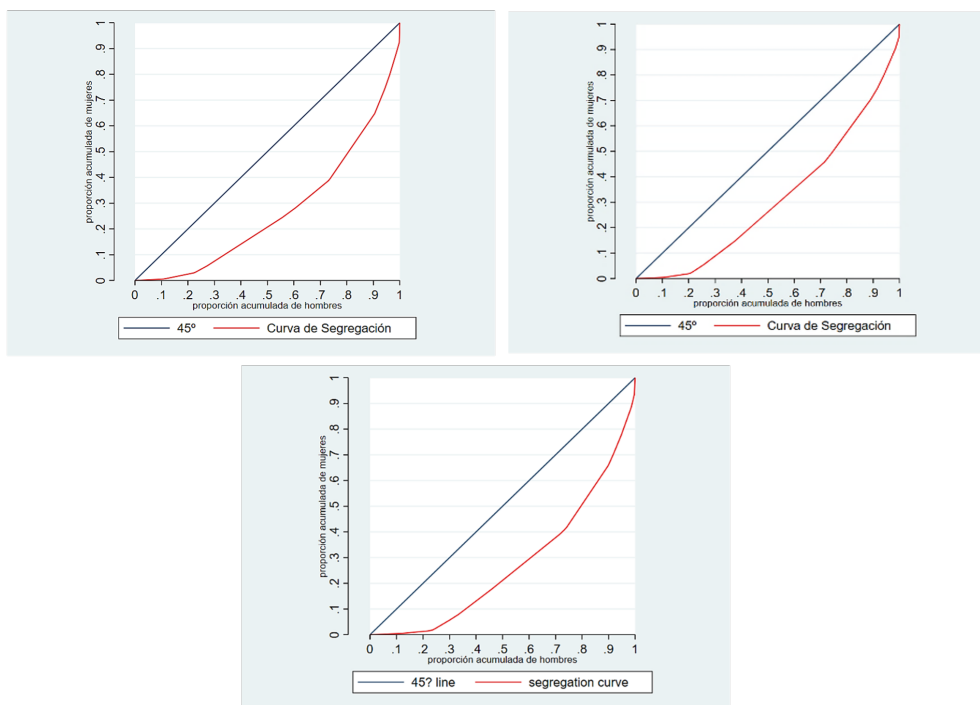 proporción acumulada de mujeres
0 .1 .2 .3 .4 .5 .6 .7 .8 .9 1
0 .1 .2 .3 .4 .5 .6 .7 .8 .9 1
proporción acumulada de hombres
45º Curva de Segregación
proporción acumulada de mujeres
0 .1 .2 .3 .4 .5 .6 .7 .8 .9 1
0 .1 .2 .3 .4 .5 .6 .7 .8 .9 1
proporción acumulada de hombres
45º Curva de Segregación
proporción acumulada de mujeres
0 .1 .2 .3 .4 .5 .6 .7 .8 .9 1
0 .1 .2 .3 .4 .5 .6 .7 .8 .9 1
proporción acumulada de hombres
45? line segregation curve